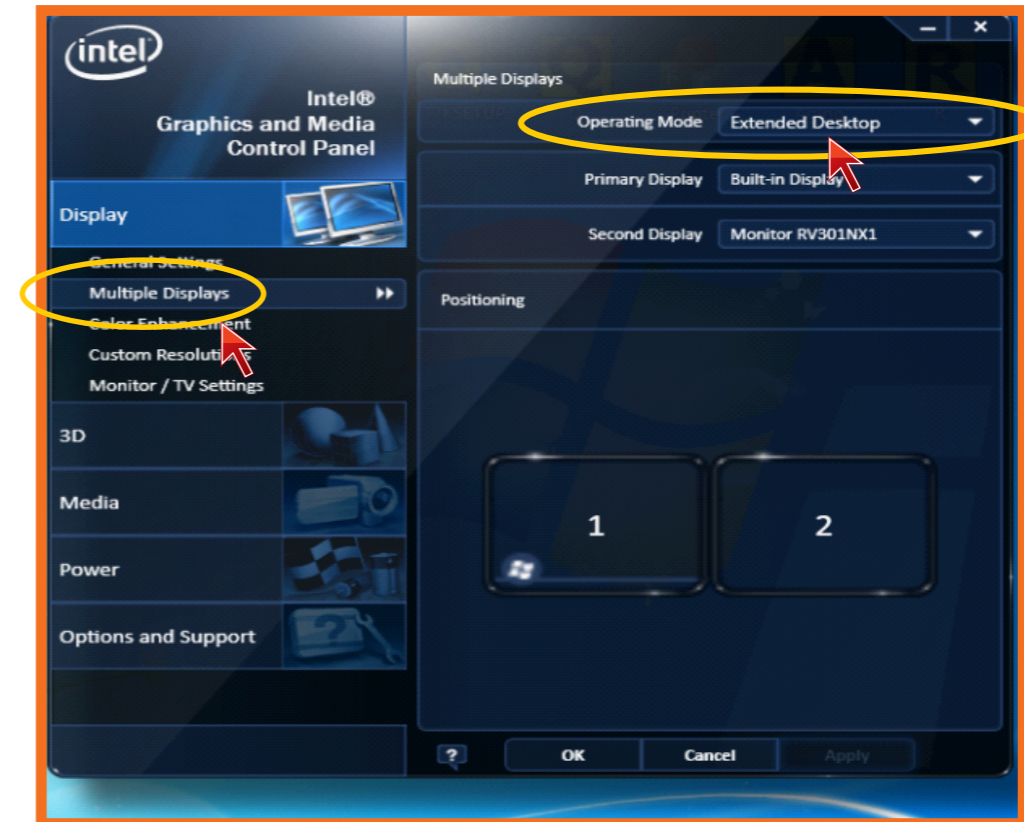 intel
Intel®
Graphics and Media
Control Panel
Display
General Settings
Multiple Displays
Color Enhancement
Custom Resolutions
Monitor / TV Settings
3D
Media
Power
Options and Support
Multiple Displays
Operating Mode Extended Desktop
Primary Display Built-in Display
Second Display Monitor RV301NX1
Positioning
1 2
? OK Cancel Apply